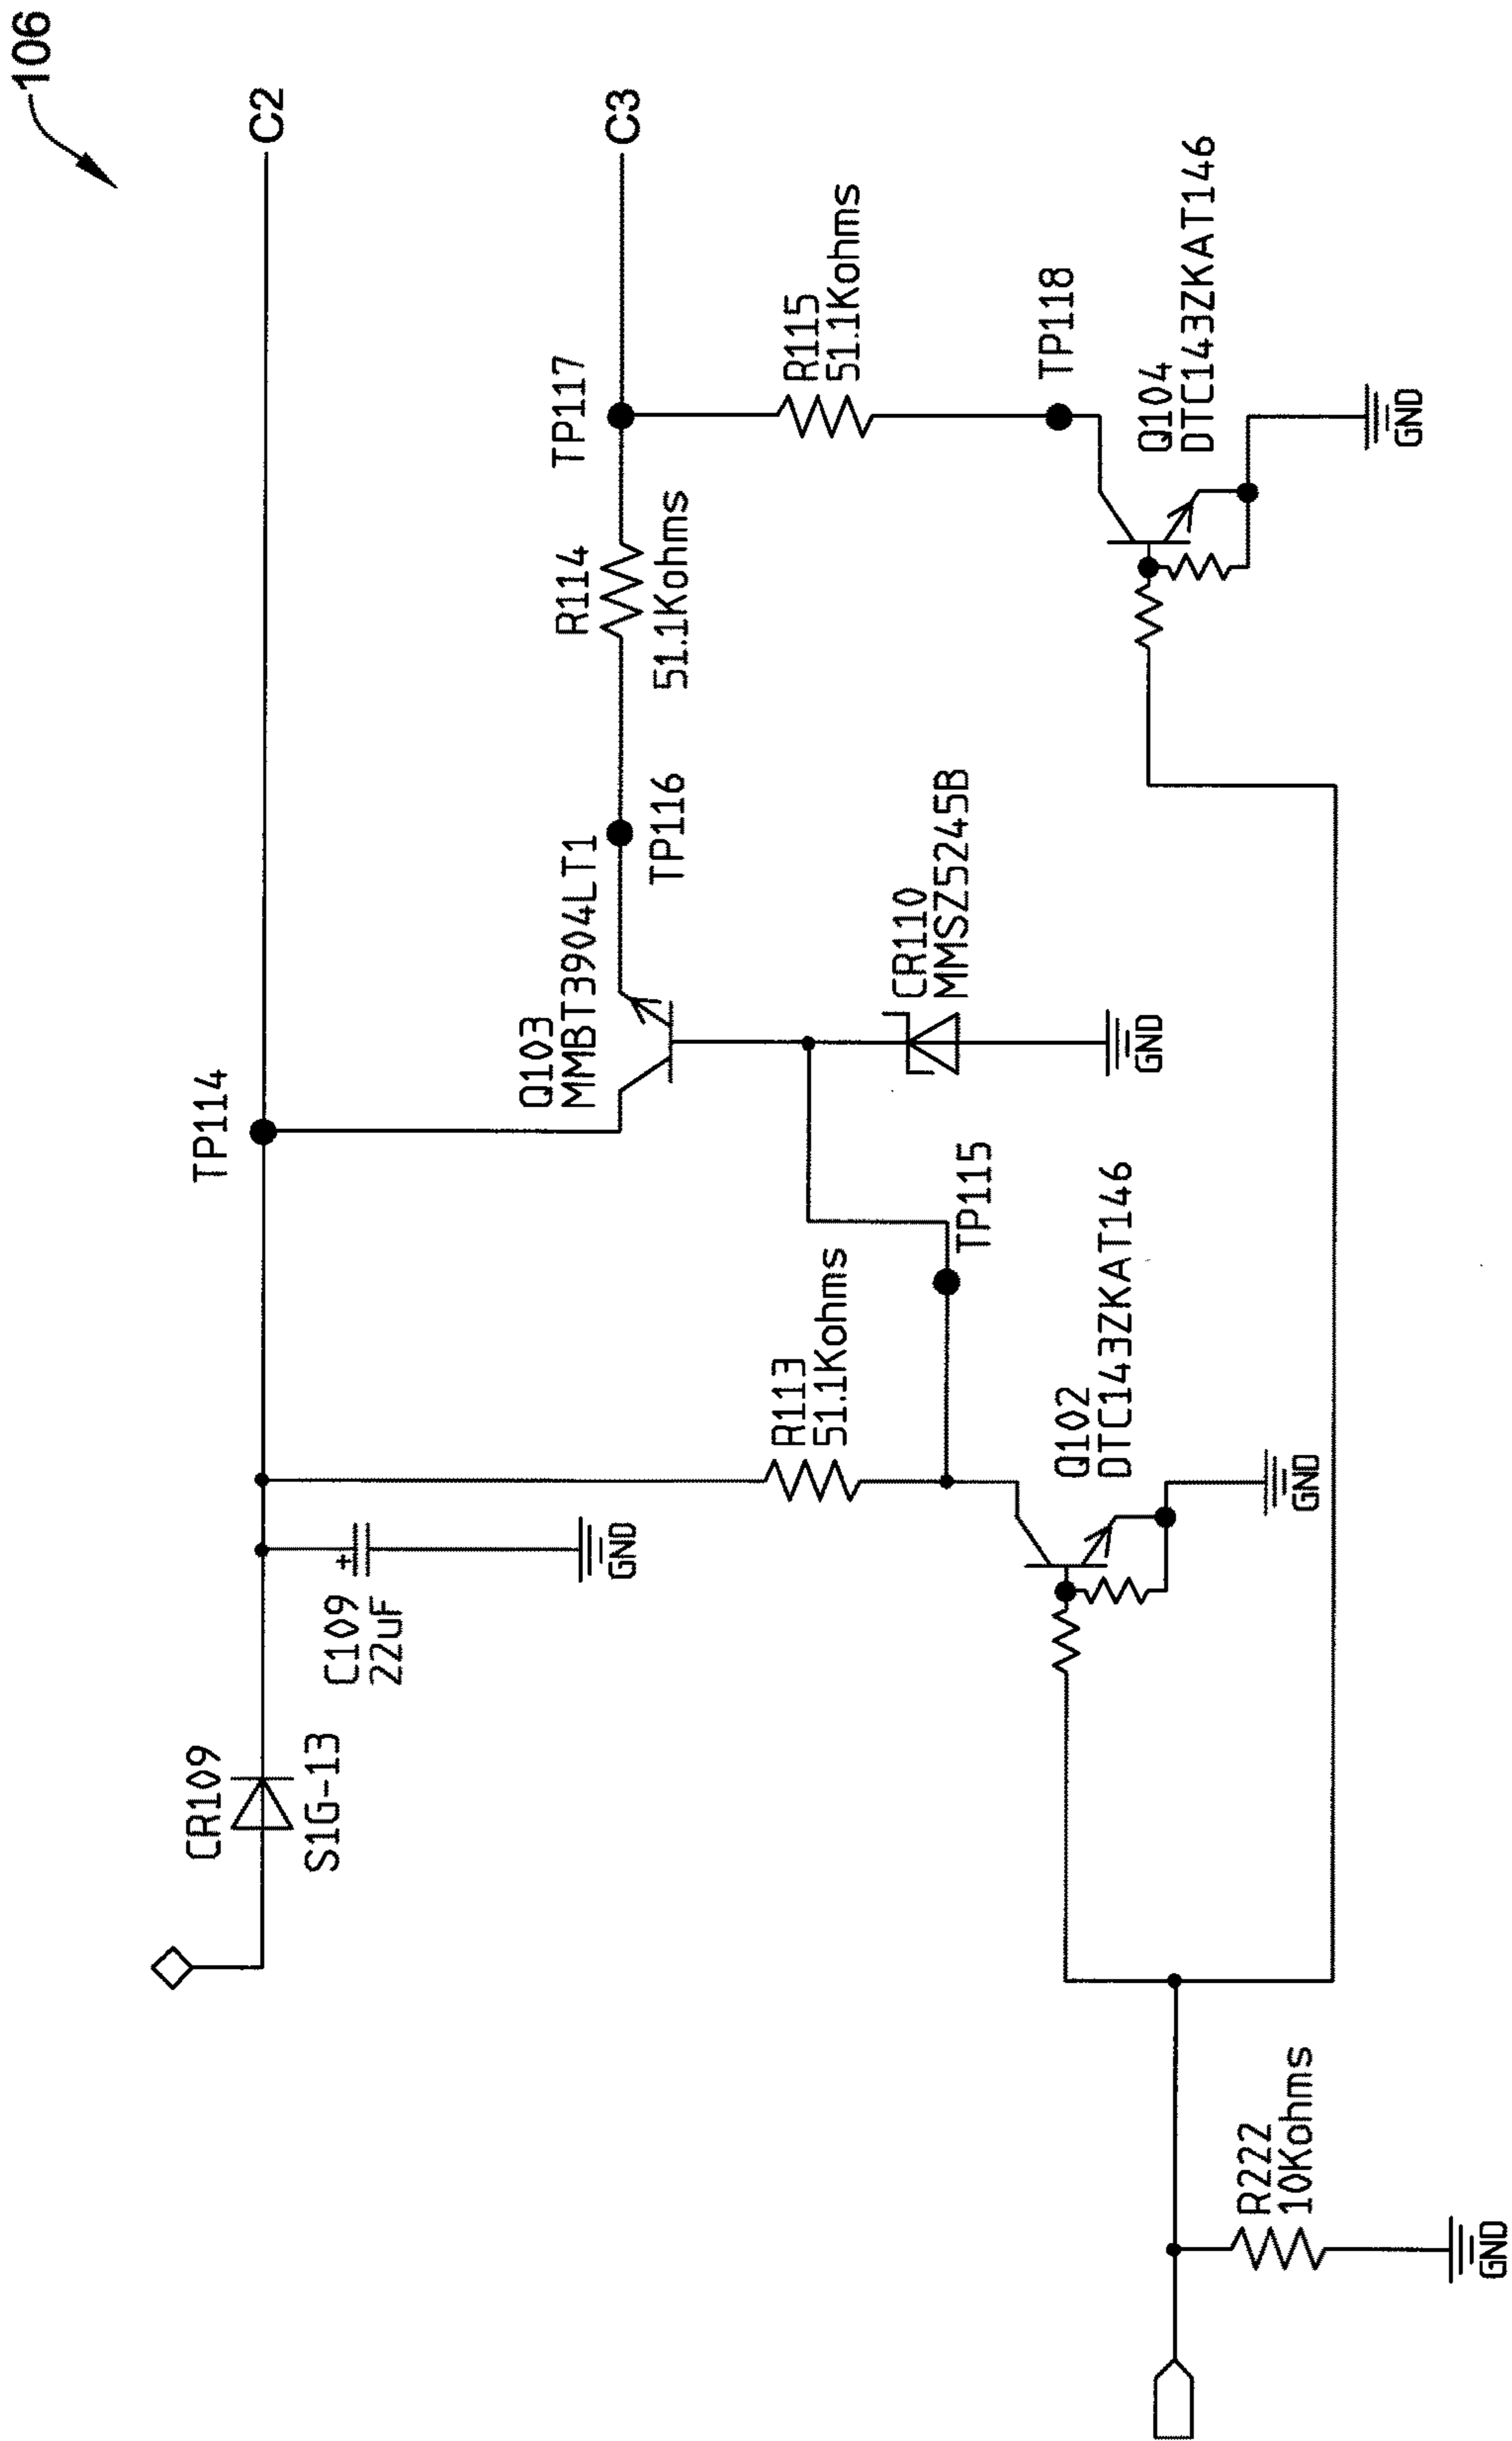 106
C2
C3
TP114
TP117
R114
51.1Kohms
R115
51.1Kohms
TP118
Q104
DTC143ZKAT146
GND
TP116
Q103
MMBT3904LT1
CR110
MMSZ5245B
GND
TP115
R113
51.1Kohms
Q102
DTC143ZKAT146
GND
+
C109
22uF
GND
CR109
S1G-13
R222
10Kohms
GND